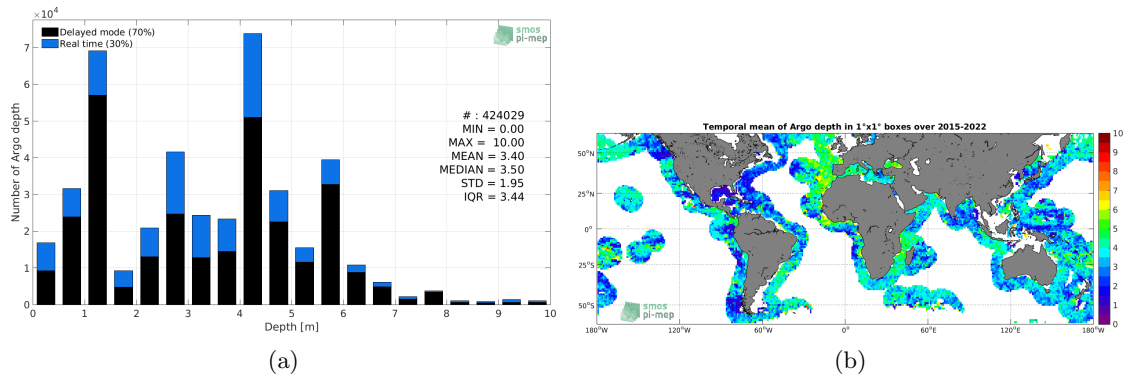 ×10⁴
Delayed mode (70%)
Real time (30%)
smos
pi-mep
# : 424029
MIN = 0.00
MAX = 10.00
MEAN = 3.40
MEDIAN = 3.50
STD = 1.95
IQR = 3.44
Number of Argo depth
7
6
5
4
3
2
1
0
0 1 2 3 4 5 6 7 8 9 10
Depth [m]
(a)
Temporal mean of Argo depth in 1°x1° boxes over 2015-2022
50°N
25°N
0°
25°S
50°S
180°W 120°W 60°W 0° 60°E 120°E 180°E
smos
pi-mep
10
9
8
7
6
5
4
3
2
1
0
(b)